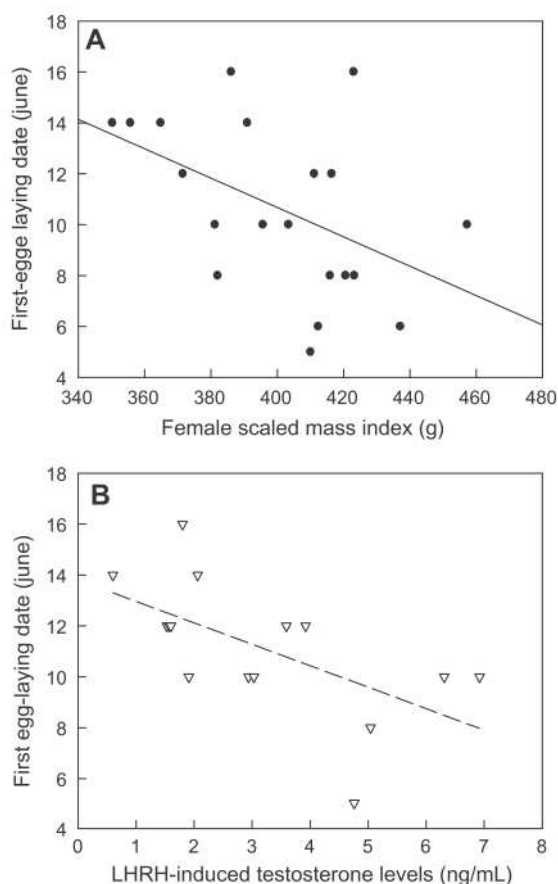 A
18
16
14
12
10
8
6
4
First-egge laying date (june)
340 360 380 400 420 440 460 480
Female scaled mass index (g)
B
18
16
14
12
10
8
6
4
First egg-laying date (june)
0 1 2 3 4 5 6 7 8
LHRH-induced testosterone levels (ng/mL)